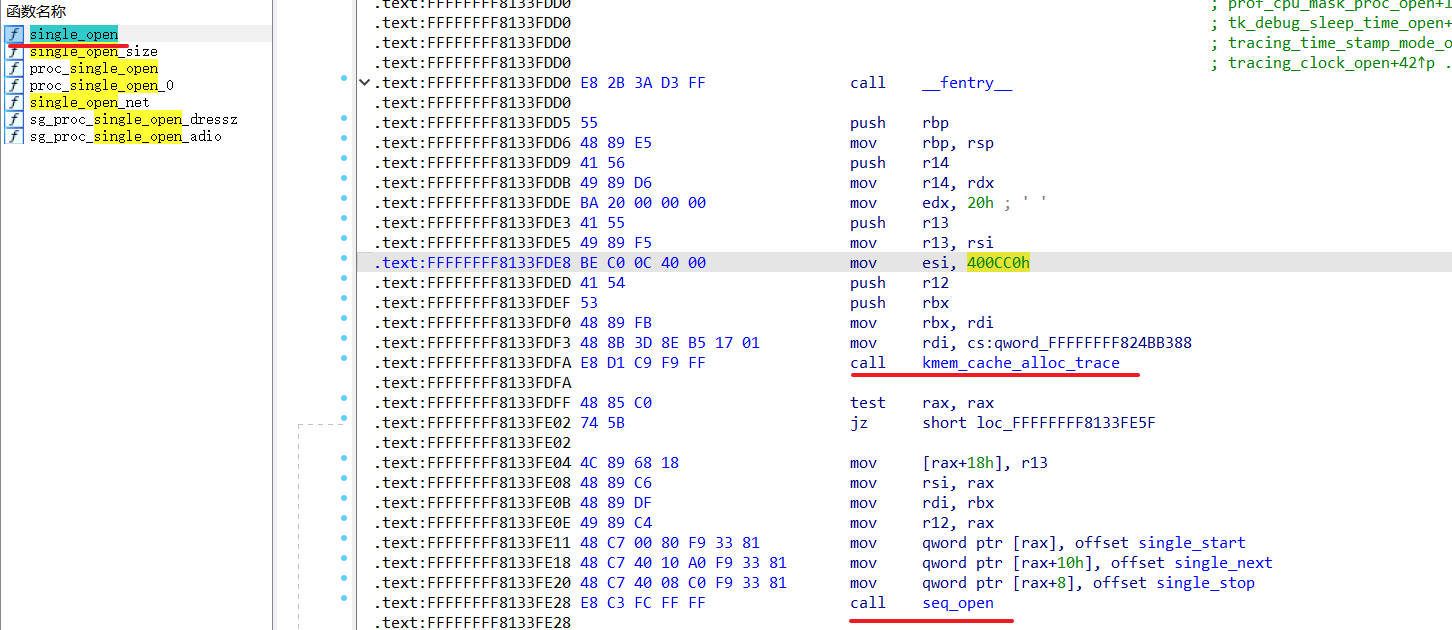 函数名称
f single_open
f single_open_size
f proc_single_open
f proc_single_open_0
f single_open_net
f sg_proc_single_open_dressz
f sg_proc_single_open_adio
.text:FFFFFFFF8133FDD0 ; prof_cpu_mask_proc_open+1
.text:FFFFFFFF8133FDD0 ; tk_debug_sleep_time_open+
.text:FFFFFFFF8133FDD0 ; tracing_time_stamp_mode_o
.text:FFFFFFFF8133FDD0 ; tracing_clock_open+42↑p .
.text:FFFFFFFF8133FDD0 E8 2B 3A D3 FF call __fentry__
.text:FFFFFFFF8133FDD0
.text:FFFFFFFF8133FDD5 55 push rbp
.text:FFFFFFFF8133FDD6 48 89 E5 mov rbp, rsp
.text:FFFFFFFF8133FDD9 41 56 push r14
.text:FFFFFFFF8133FDDB 49 89 D6 mov r14, rdx
.text:FFFFFFFF8133FDDE BA 20 00 00 00 mov edx, 20h ; ' '
.text:FFFFFFFF8133FDE3 41 55 push r13
.text:FFFFFFFF8133FDE5 49 89 F5 mov r13, rsi
.text:FFFFFFFF8133FDE8 BE C0 0C 40 00 mov esi, 400CC0h
.text:FFFFFFFF8133FDED 41 54 push r12
.text:FFFFFFFF8133FDEF 53 push rbx
.text:FFFFFFFF8133FDF0 48 89 FB mov rbx, rdi
.text:FFFFFFFF8133FDF3 48 8B 3D 8E B5 17 01 mov rdi, cs:qword_FFFFFFFF824BB388
.text:FFFFFFFF8133FDFA E8 D1 C9 F9 FF call kmem_cache_alloc_trace
.text:FFFFFFFF8133FDFA
.text:FFFFFFFF8133FDFF 48 85 C0 test rax, rax
.text:FFFFFFFF8133FE02 74 5B jz short loc_FFFFFFFF8133FE5F
.text:FFFFFFFF8133FE02
.text:FFFFFFFF8133FE04 4C 89 68 18 mov [rax+18h], r13
.text:FFFFFFFF8133FE08 48 89 C6 mov rsi, rax
.text:FFFFFFFF8133FE0B 48 89 DF mov rdi, rbx
.text:FFFFFFFF8133FE0E 49 89 C4 mov r12, rax
.text:FFFFFFFF8133FE11 48 C7 00 80 F9 33 81 mov qword ptr [rax], offset single_start
.text:FFFFFFFF8133FE18 48 C7 40 10 A0 F9 33 81 mov qword ptr [rax+10h], offset single_next
.text:FFFFFFFF8133FE20 48 C7 40 08 C0 F9 33 81 mov qword ptr [rax+8], offset single_stop
.text:FFFFFFFF8133FE28 E8 C3 FC FF FF call seq_open
.text:FFFFFFFF8133FE28